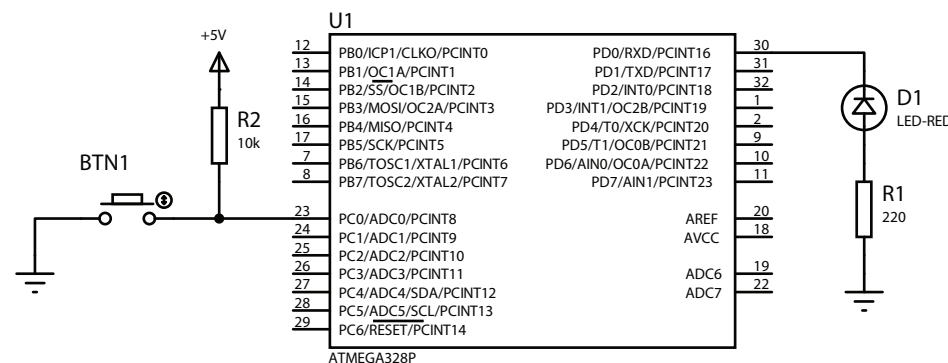 U1
+5V
R2
10k
BTN1
12 PB0/ICP1/CLKO/PCINT0
13 PB1/OC1A/PCINT1
14 PB2/SS/OC1B/PCINT2
15 PB3/MOSI/OC2A/PCINT3
16 PB4/MISO/PCINT4
17 PB5/SCK/PCINT5
7 PB6/TOSC1/XTAL1/PCINT6
8 PB7/TOSC2/XTAL2/PCINT7
23 PC0/ADC0/PCINT8
24 PC1/ADC1/PCINT9
25 PC2/ADC2/PCINT10
26 PC3/ADC3/PCINT11
27 PC4/ADC4/SDA/PCINT12
28 PC5/ADC5/SCL/PCINT13
29 PC6/RESET/PCINT14
PD0/RXD/PCINT16 30
PD1/TXD/PCINT17 31
PD2/INT0/PCINT18 32
PD3/INT1/OC2B/PCINT19 1
PD4/T0/XCK/PCINT20 2
PD5/T1/OC0B/PCINT21 9
PD6/AIN0/OC0A/PCINT22 10
PD7/AIN1/PCINT23 11
AREF 20
AVCC 18
ADC6 19
ADC7 22
D1
LED-RED
R1
220
ATMEGA328P